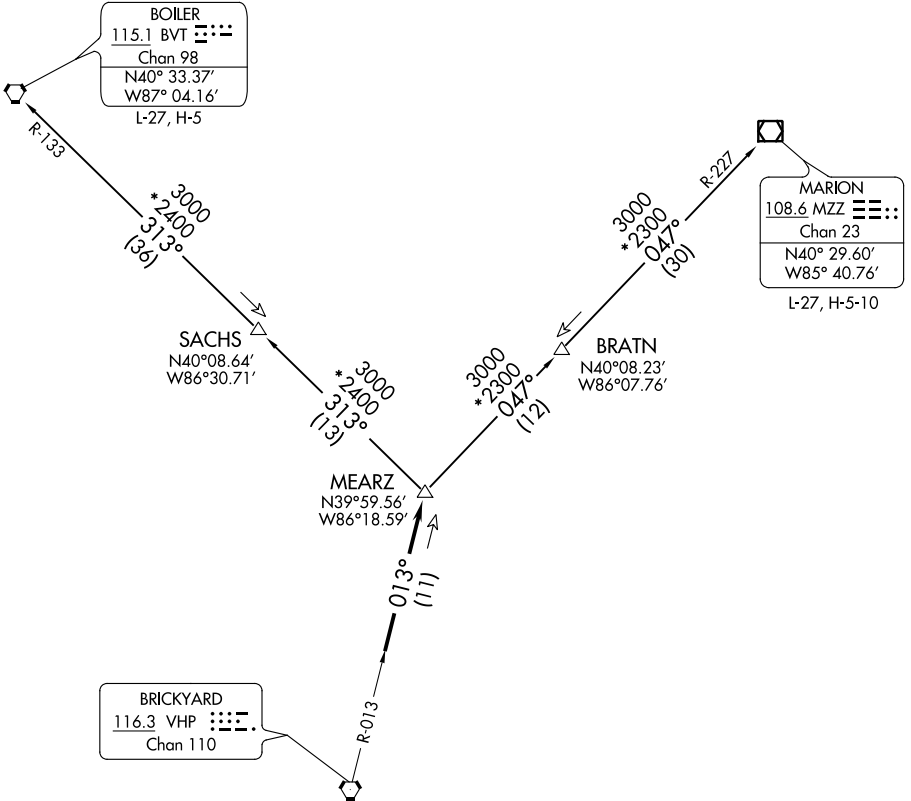 BOILER
115.1 BVT
Chan 98
N40° 33.37′
W87° 04.16′
L-27, H-5
R-133
3000
*2400
313°
(36)
SACHS
N40°08.64′
W86°30.71′
3000
*2400
313°
(13)
MARION
108.6 MZZ
Chan 23
N40° 29.60′
W85° 40.76′
L-27, H-5-10
R-227
3000
*2300
047°
(30)
BRATN
N40°08.23′
W86°07.76′
3000
*2300
047°
(12)
MEARZ
N39°59.56′
W86°18.59′
013°
(11)
R-013
BRICKYARD
116.3 VHP
Chan 110